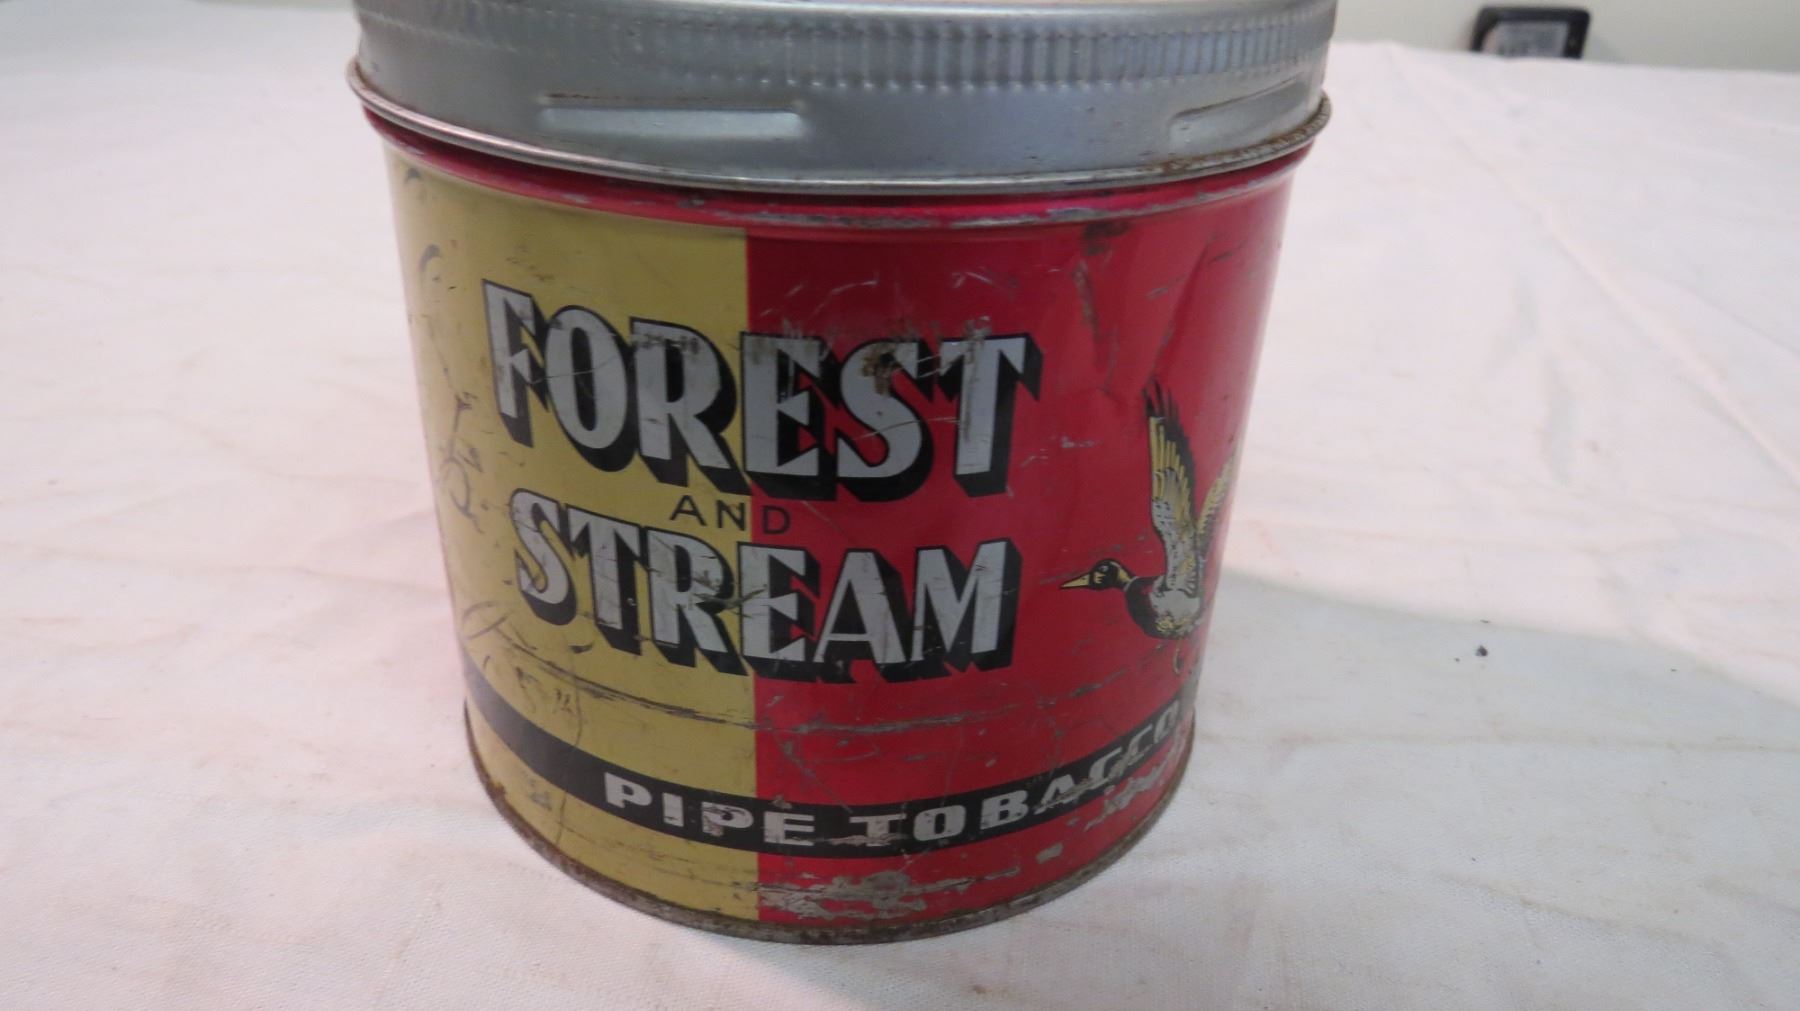 FOREST
AND
STREAM
PIPE TOBACCO